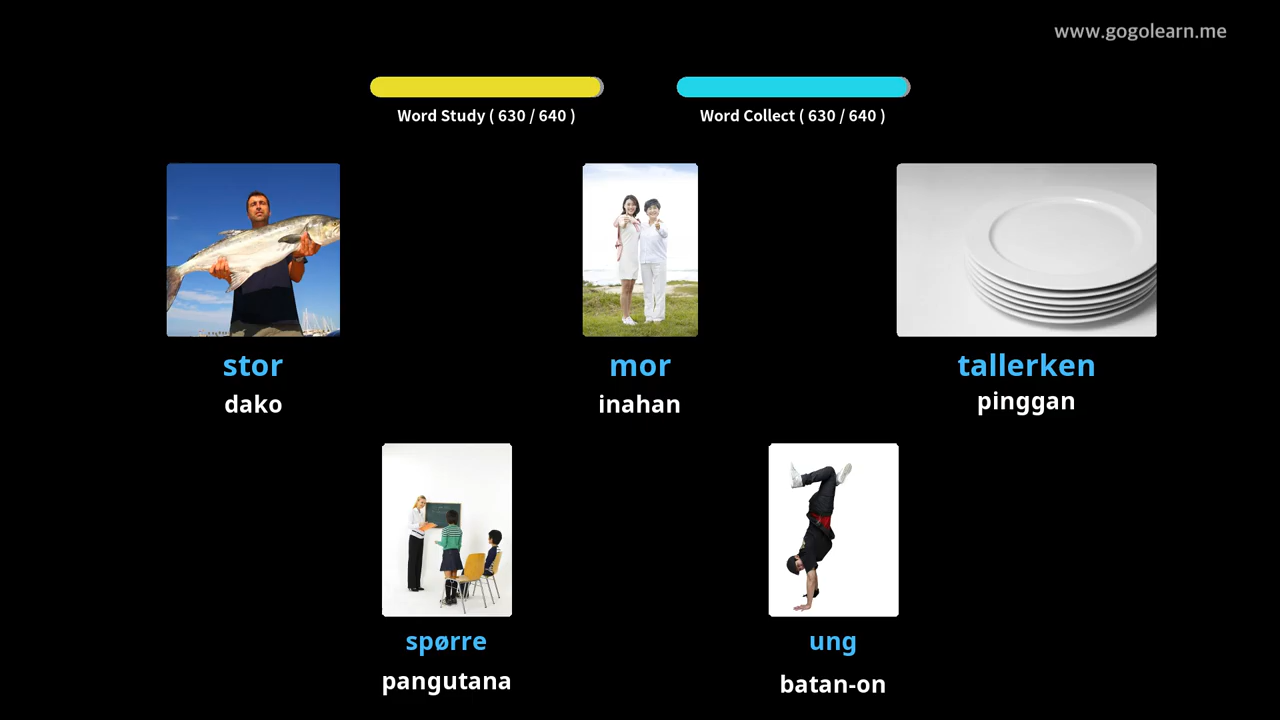 www.gogolearn.me
Word Study ( 630 / 640 )
Word Collect ( 630 / 640 )
stor
dako
mor
inahan
tallerken
pinggan
spørre
pangutana
ung
batan-on